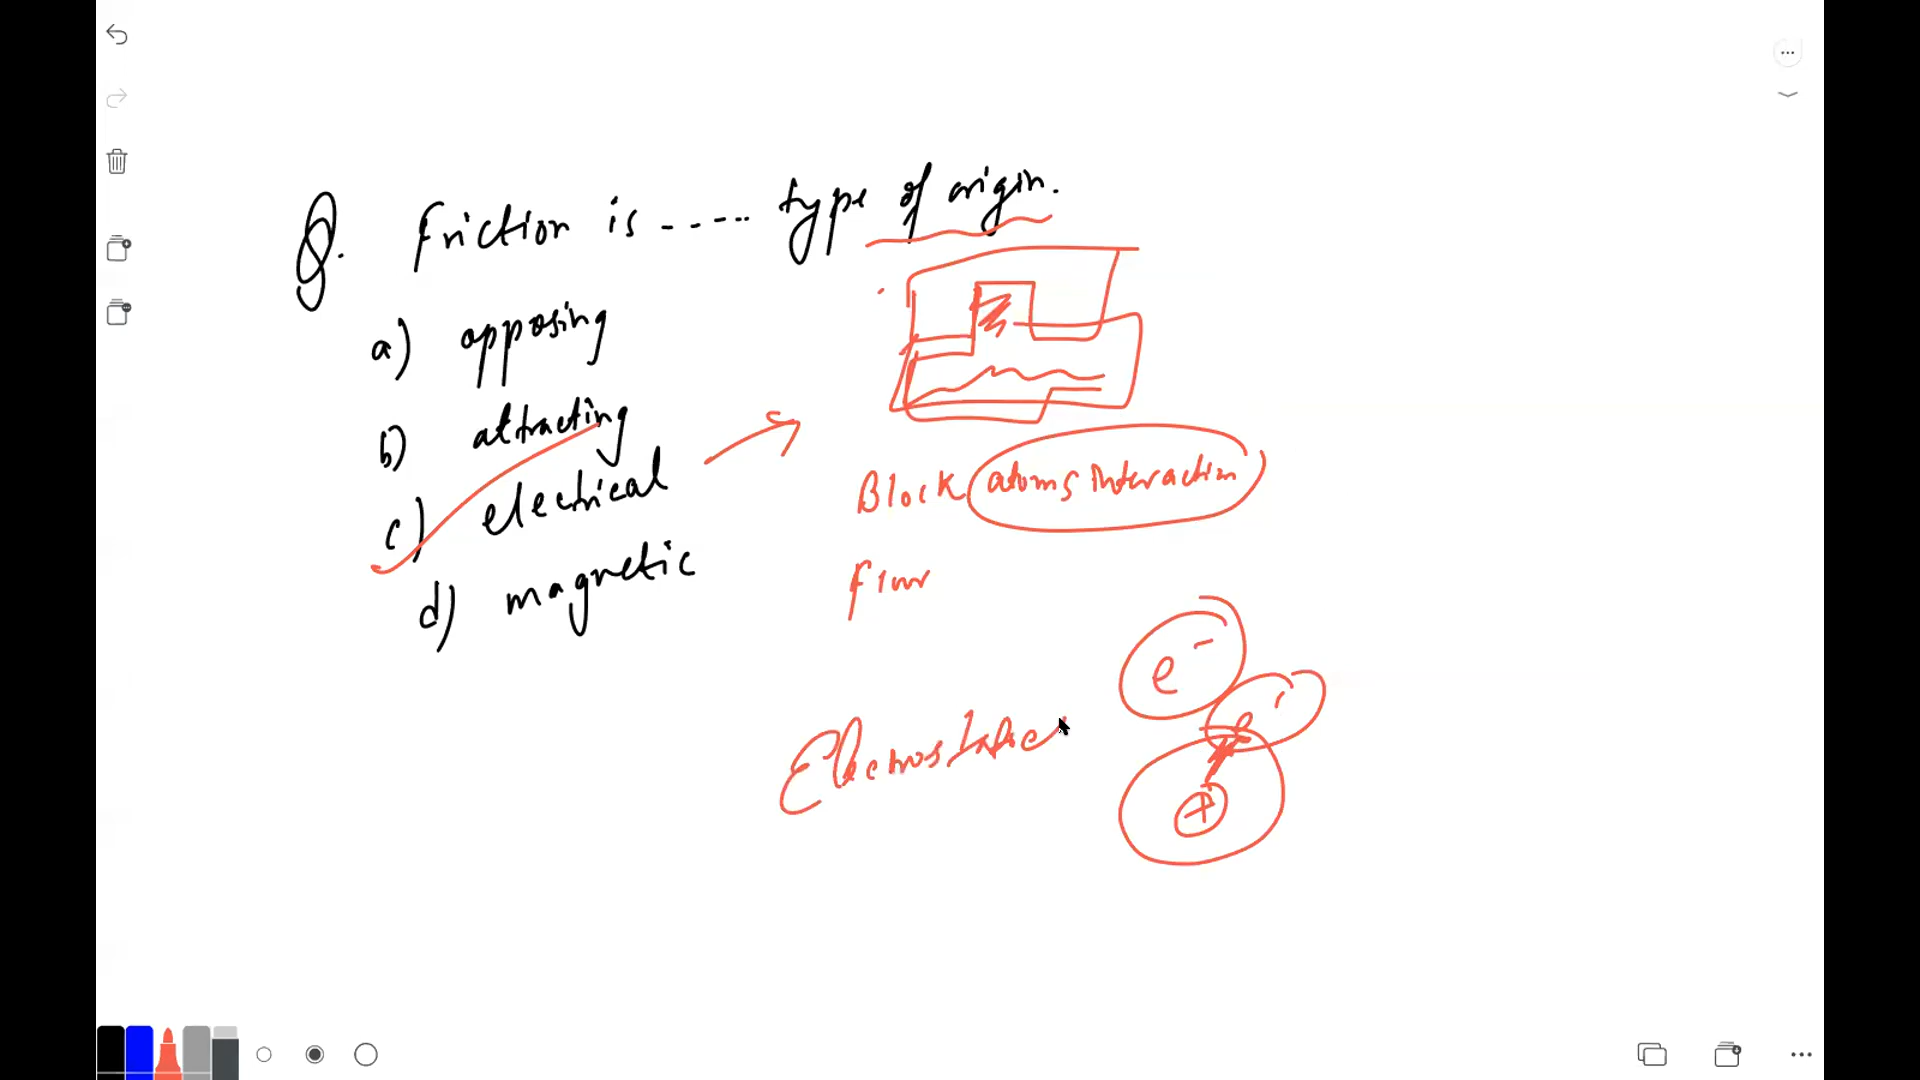 Q. Friction is ----- type of origin.
a) opposing
b) attracting
c) electrical
d) magnetic
Block atoms interaction
Floor
Electrostatic
e-
e-
+